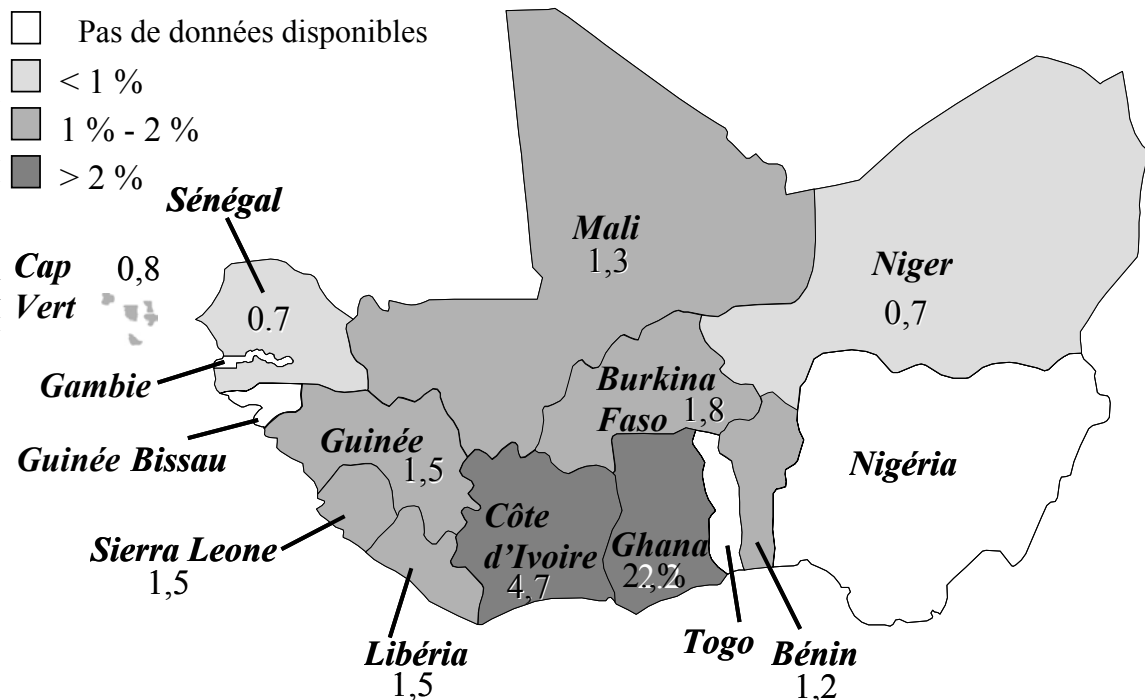 Pas de données disponibles
< 1 %
1 % - 2 %
> 2 %
Sénégal
0.7
Cap
Vert
0,8
Mali
1,3
Niger
0,7
Gambie
Guinée Bissau
Burkina
Faso 1,8
Guinée
1,5
Nigéria
Côte
d'Ivoire
4,7
Ghana
Sierra Leone
1,5
Libéria
1,5
Togo
Bénin
1,2